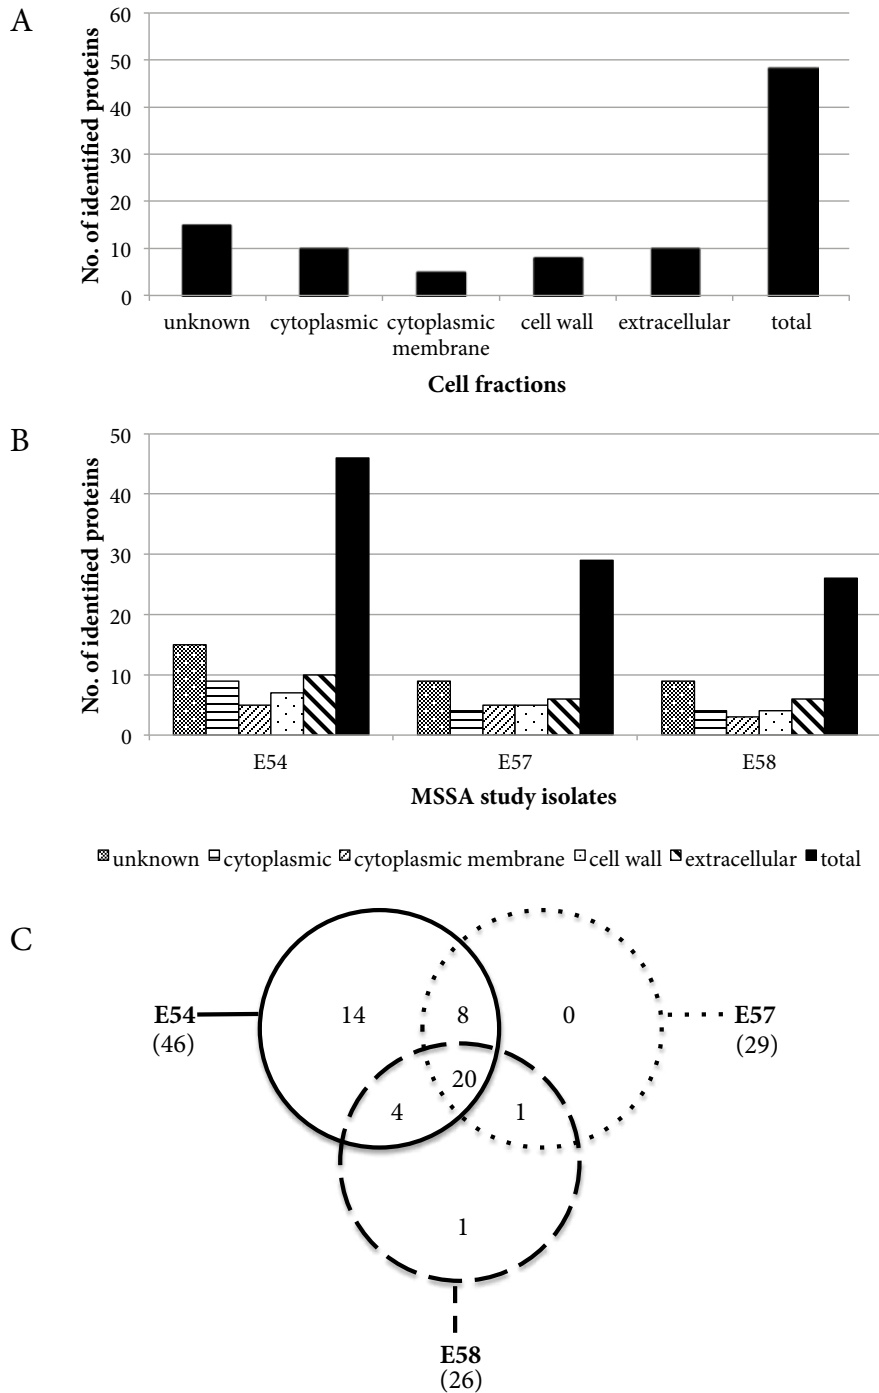 A
No. of identified proteins
60
50
40
30
20
10
0
unknown cytoplasmic cytoplasmic cell wall extracellular total
membrane
Cell fractions
B
No. of identified proteins
50
40
30
20
10
0
E54 E57 E58
MSSA study isolates
unknown cytoplasmic cytoplasmic membrane cell wall extracellular total
C
E54 14 8 0 E57
(46) (29)
20
4 1
1
E58
(26)